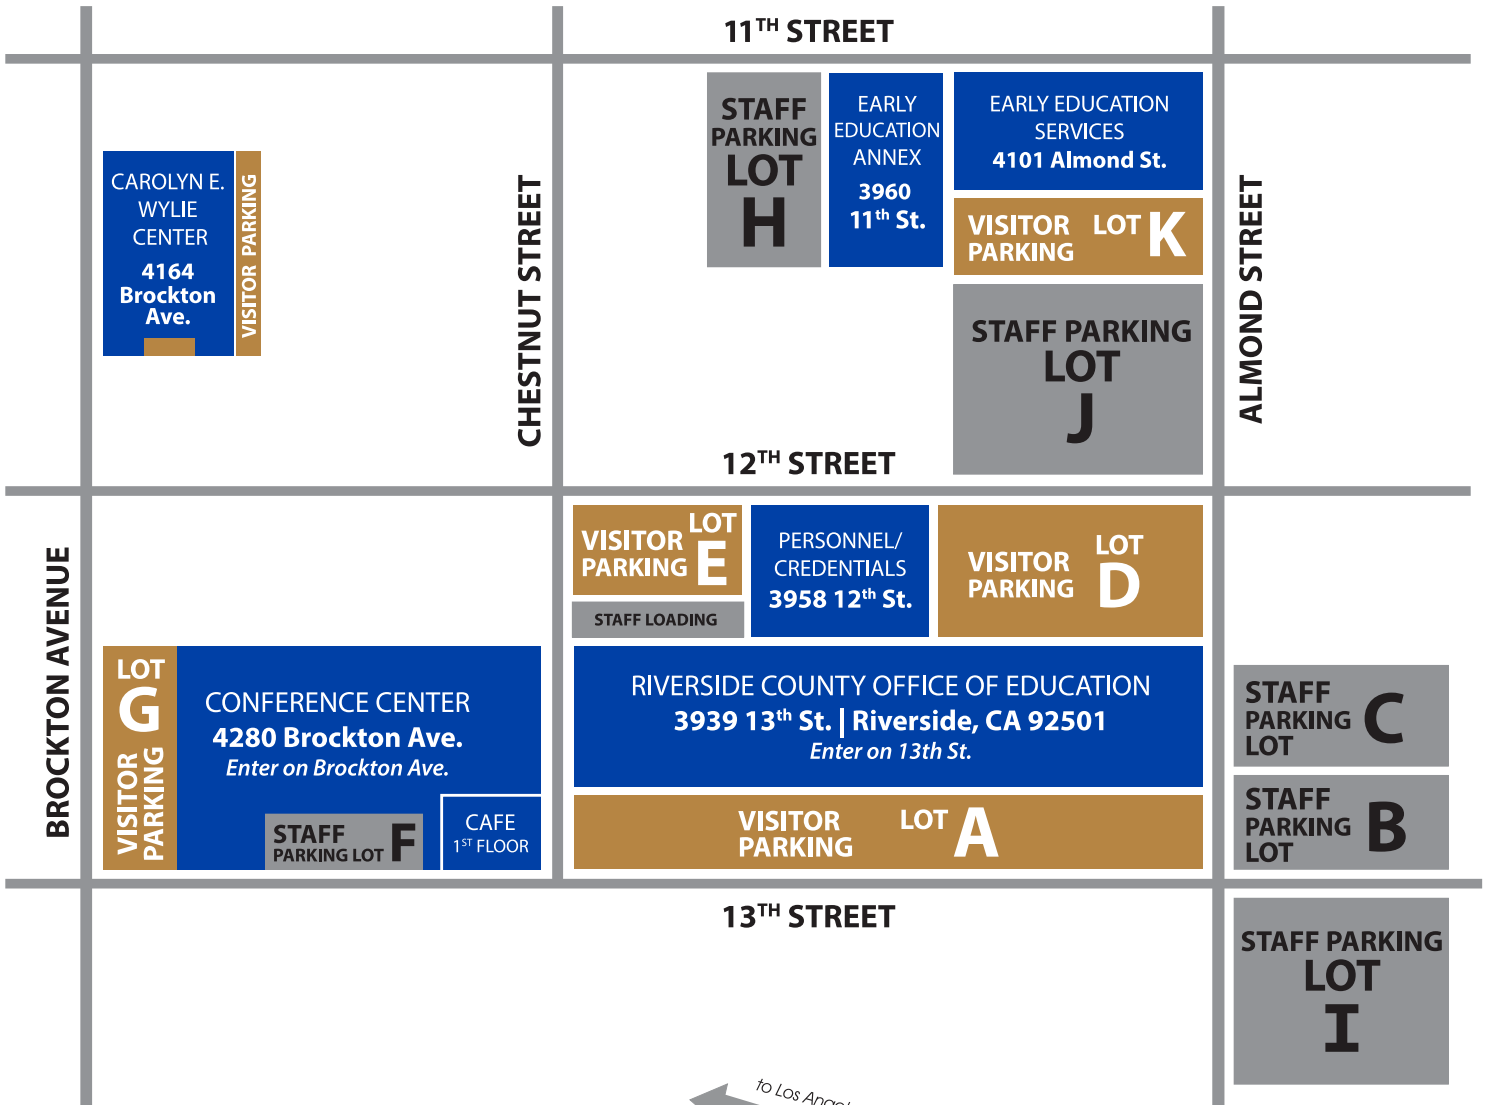 11TH STREET
STAFF
PARKING
LOT
H
EARLY
EDUCATION
ANNEX
3960
11th St.
EARLY EDUCATION
SERVICES
4101 Almond St.
VISITOR
PARKING
LOT K
CAROLYN E.
WYLIE
CENTER
4164
Brockton
Ave.
VISITOR PARKING
CHESTNUT STREET
ALMOND STREET
STAFF PARKING
LOT
J
12TH STREET
BROCKTON AVENUE
VISITOR
PARKING
LOT
E
STAFF LOADING
PERSONNEL/
CREDENTIALS
3958 12th St.
VISITOR
PARKING
LOT
D
LOT
G
VISITOR
PARKING
CONFERENCE CENTER
4280 Brockton Ave.
Enter on Brockton Ave.
STAFF
PARKING LOT F
CAFE
1ST FLOOR
RIVERSIDE COUNTY OFFICE OF EDUCATION
3939 13th St. | Riverside, CA 92501
Enter on 13th St.
VISITOR
PARKING
LOT A
STAFF
PARKING
LOT
C
STAFF
PARKING
LOT
B
13TH STREET
STAFF PARKING
LOT
I
to Los